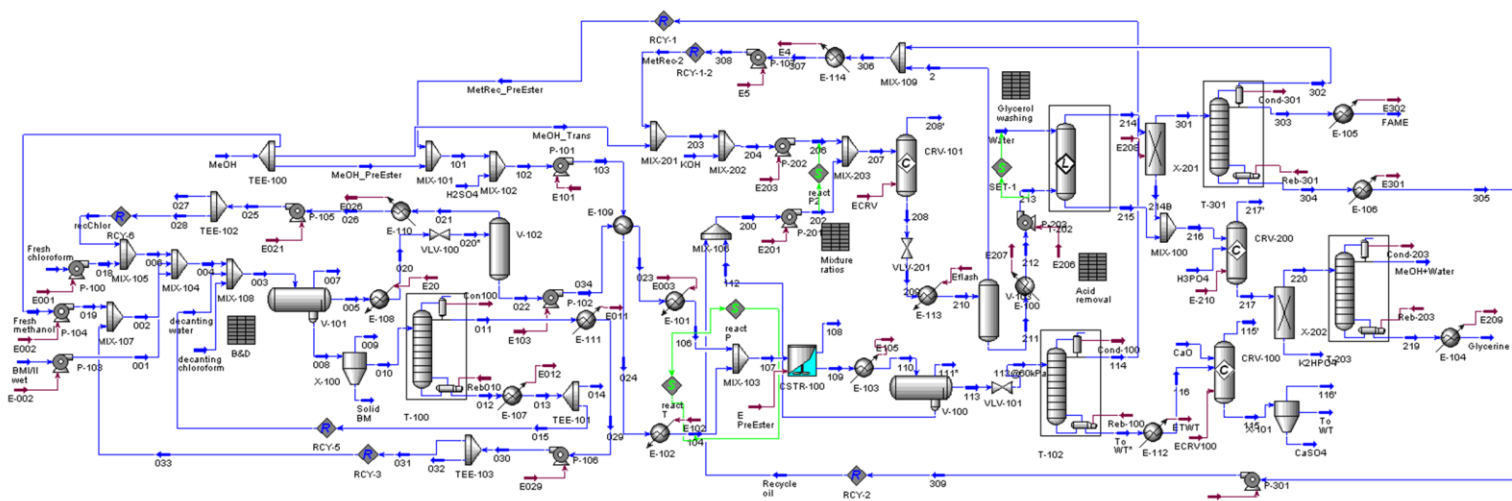 RCY-1
MetRec_PreEster
MeOH
TEE-100
MeOH_PreEster
MeOH_Trans
MIX-101
101
H2SO4
MIX-102
102
P-101
103
E101
MetRec-2
RCY-1-2
308
E4
P-104
307
E5
E-114
306
MIX-109
2
MIX-201
203
KOH
MIX-202
204
P-202
E203
206
react
P2
MIX-203
207
208'
CRV-101
ECRV
208
VLV-201
209
Eflash
E-113
210
Glycerol
washing
Water
SET-1
213
P-203
T-202
212
E206
E207
V-103
E-100
211
Acid
removal
214
215
E208
X-201
214B
MIX-100
216
301
302
Cond-301
303
E302
E-105
FAME
Reb-301
304
T-301
E301
E-106
305
217'
CRV-200
H3PO4
E-210
217
220
X-202
K2HPO4
Cond-203
MeOH+Water
Reb-203
T-203
219
E209
E-104
Glycerine
027
TEE-102
025
E026
026
P-105
E021
E-110
021
VLV-100
020*
V-102
recChlor
RCY-6
028
Fresh
chloroform
E001
018
P-100
MIX-105
006
MIX-104
004
MIX-108
003
Fresh
methanol
E002
019
P-104
MIX-107
002
BMI/II
wet
E-002
P-103
001
decanting
water
decanting
chloroform
B&D
007
V-101
005
020
E20
E-108
008
009
X-100
010
Solid
BM
Con100
011
Reb010
012
T-100
E012
E-107
013
014
TEE-101
015
RCY-5
022
034
P-102
E103
E011
E-111
029
E-109
023
E003
E-101
024
106
033
RCY-3
031
032
TEE-103
030
P-106
E029
E102
E-102
104
react
P
react
T
MIX-103
107
E
PreEster
CSTR-100
108
109
E105
E-103
110
111*
V-100
113
VLV-101
113@60kPa
MIX-106
200
112
P-201
202
E201
Mixture
ratios
Cond-100
114
Reb-100
To
WT*
T-102
E-112
ETWT
116
CaO
115'
CRV-100
ECRV100
115
X-101
116'
To
WT
CaSO4
Recycle
oil
RCY-2
309
P-301